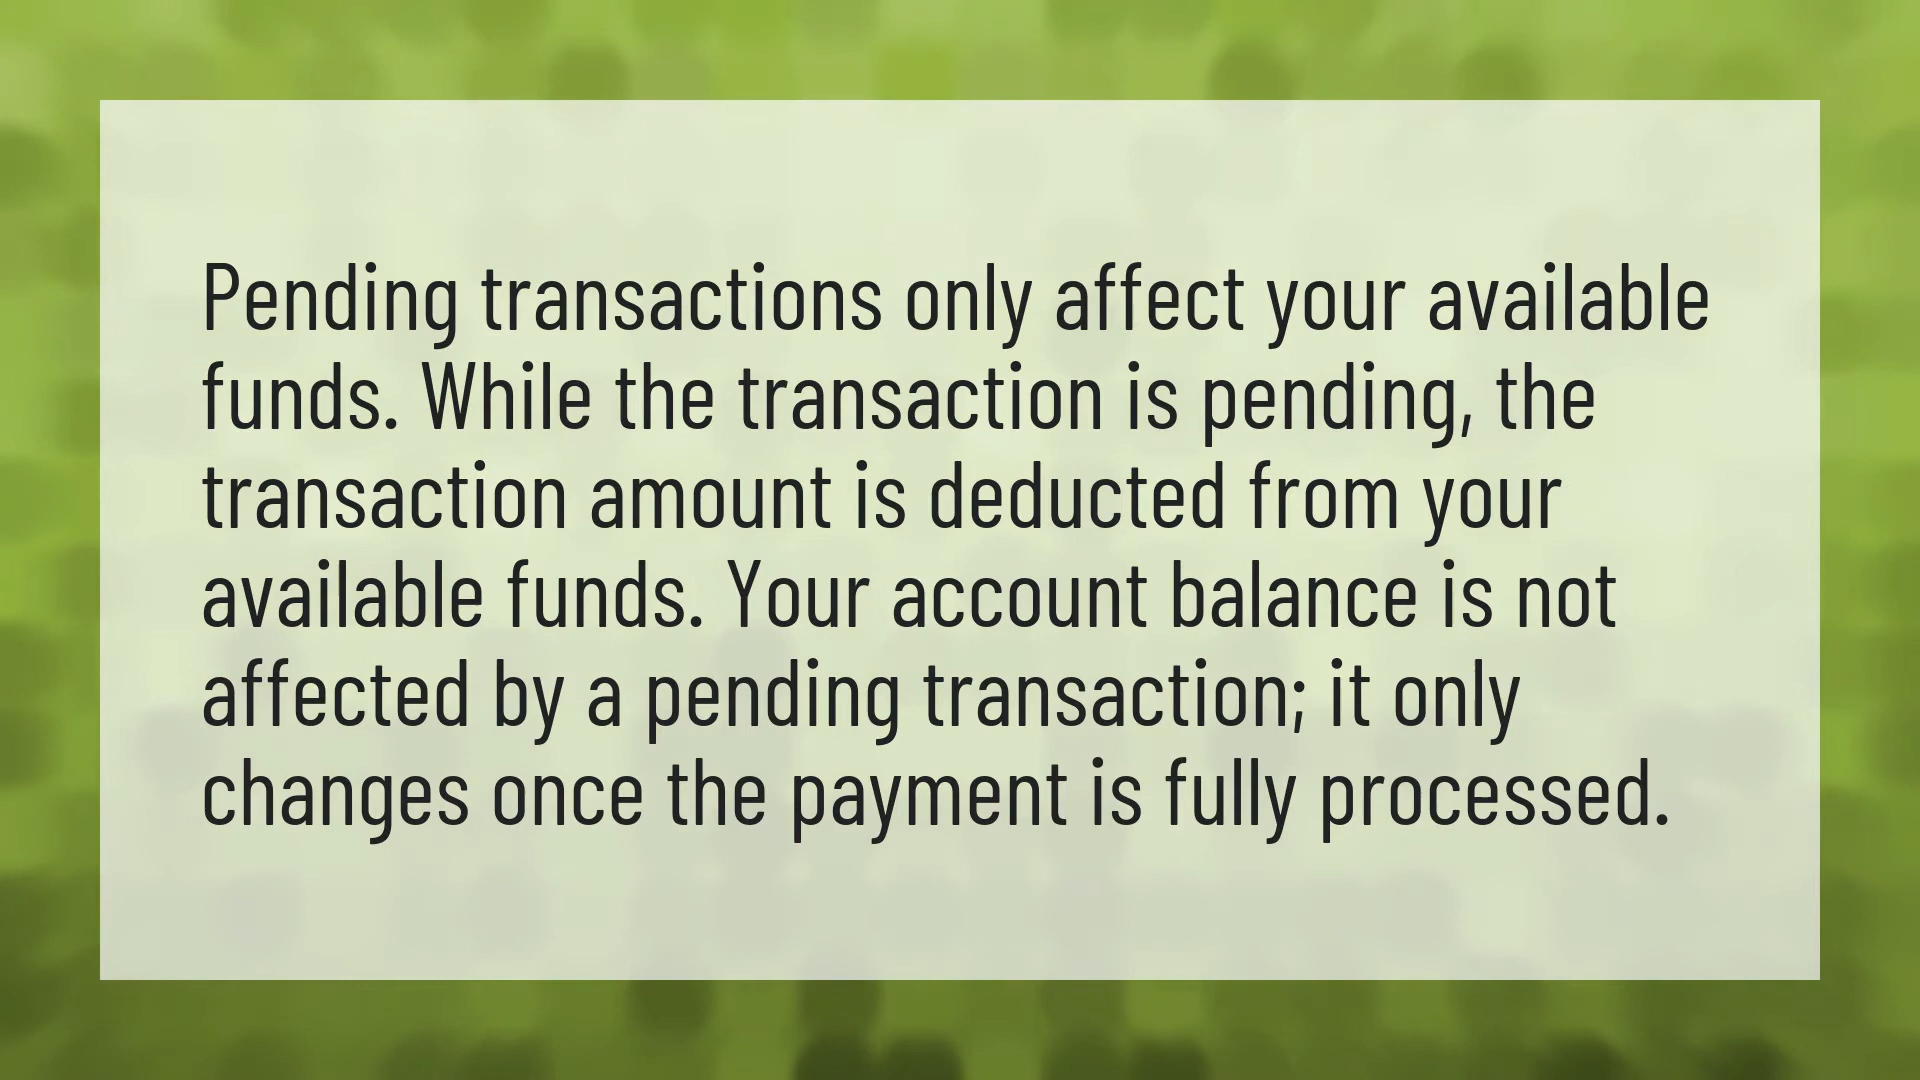 Pending transactions only affect your available
funds. While the transaction is pending, the
transaction amount is deducted from your
available funds. Your account balance is not
affected by a pending transaction; it only
changes once the payment is fully processed.